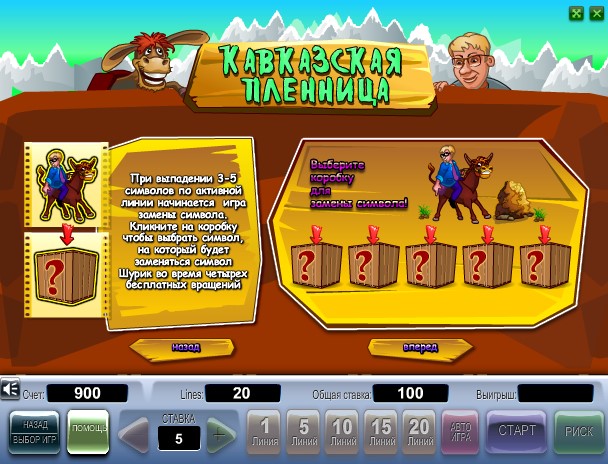 КАВКАЗСКАЯ
ПЛЕННИЦА
При выпадении 3-5
символов по активной
линии начинается игра
замены символа.
Кликните на коробку
чтобы выбрать символ,
на который будет
заменяться символ
Шурик во время четырех
бесплатных вращений
Выберите
коробку
для
замены символа!
?
? ? ? ? ?
назад
вперед
Счет: 900 Lines: 20 Общая ставка: 100 Выигрыш:
НАЗАД
ВЫБОР ИГР
ПОМОЩЬ
СТАВКА
5
+
1
Линия
5
Линий
10
Линий
15
Линий
20
Линий
АВТО
ИГРА
СТАРТ
РИСК